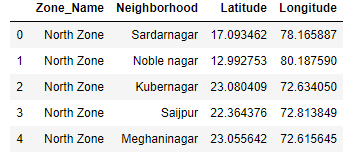 Zone_Name Neighborhood Latitude Longitude
0 North Zone Sardarnagar 17.093462 78.165887
1 North Zone Noble nagar 12.992753 80.187590
2 North Zone Kubernagar 23.080409 72.634050
3 North Zone Saijpur 22.364376 72.813849
4 North Zone Meghaninagar 23.055642 72.615645